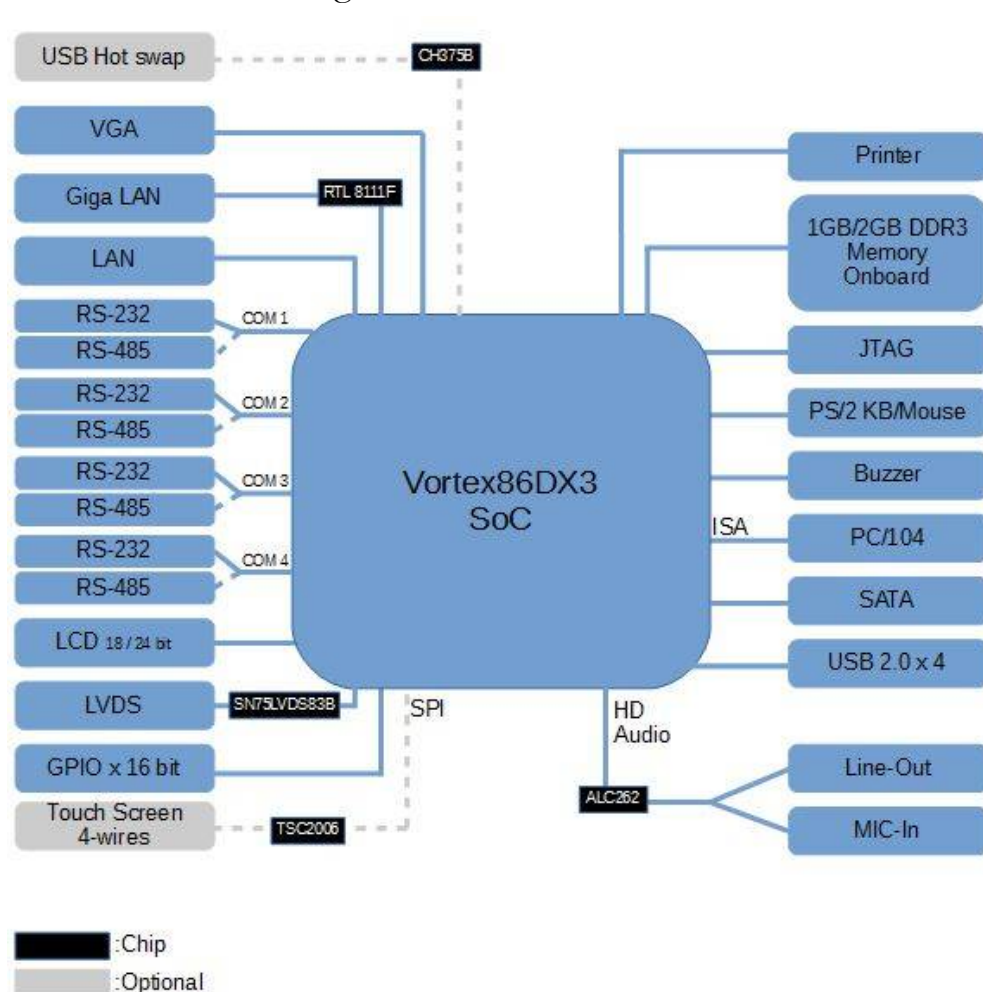 USB Hot swap
CH375B
VGA
Giga LAN
RTL 8111F
LAN
RS-232
RS-485
COM 1
RS-232
RS-485
COM 2
RS-232
RS-485
COM 3
RS-232
RS-485
COM 4
LCD 18 / 24 bit
LVDS
SN75LVDS83B
GPIO x 16 bit
Touch Screen
4-wires
TSC2006
SPI
Vortex86DX3
SoC
Printer
1GB/2GB DDR3
Memory
Onboard
JTAG
PS/2 KB/Mouse
Buzzer
ISA
PC/104
SATA
USB 2.0 x 4
HD
Audio
ALC262
Line-Out
MIC-In
:Chip
:Optional